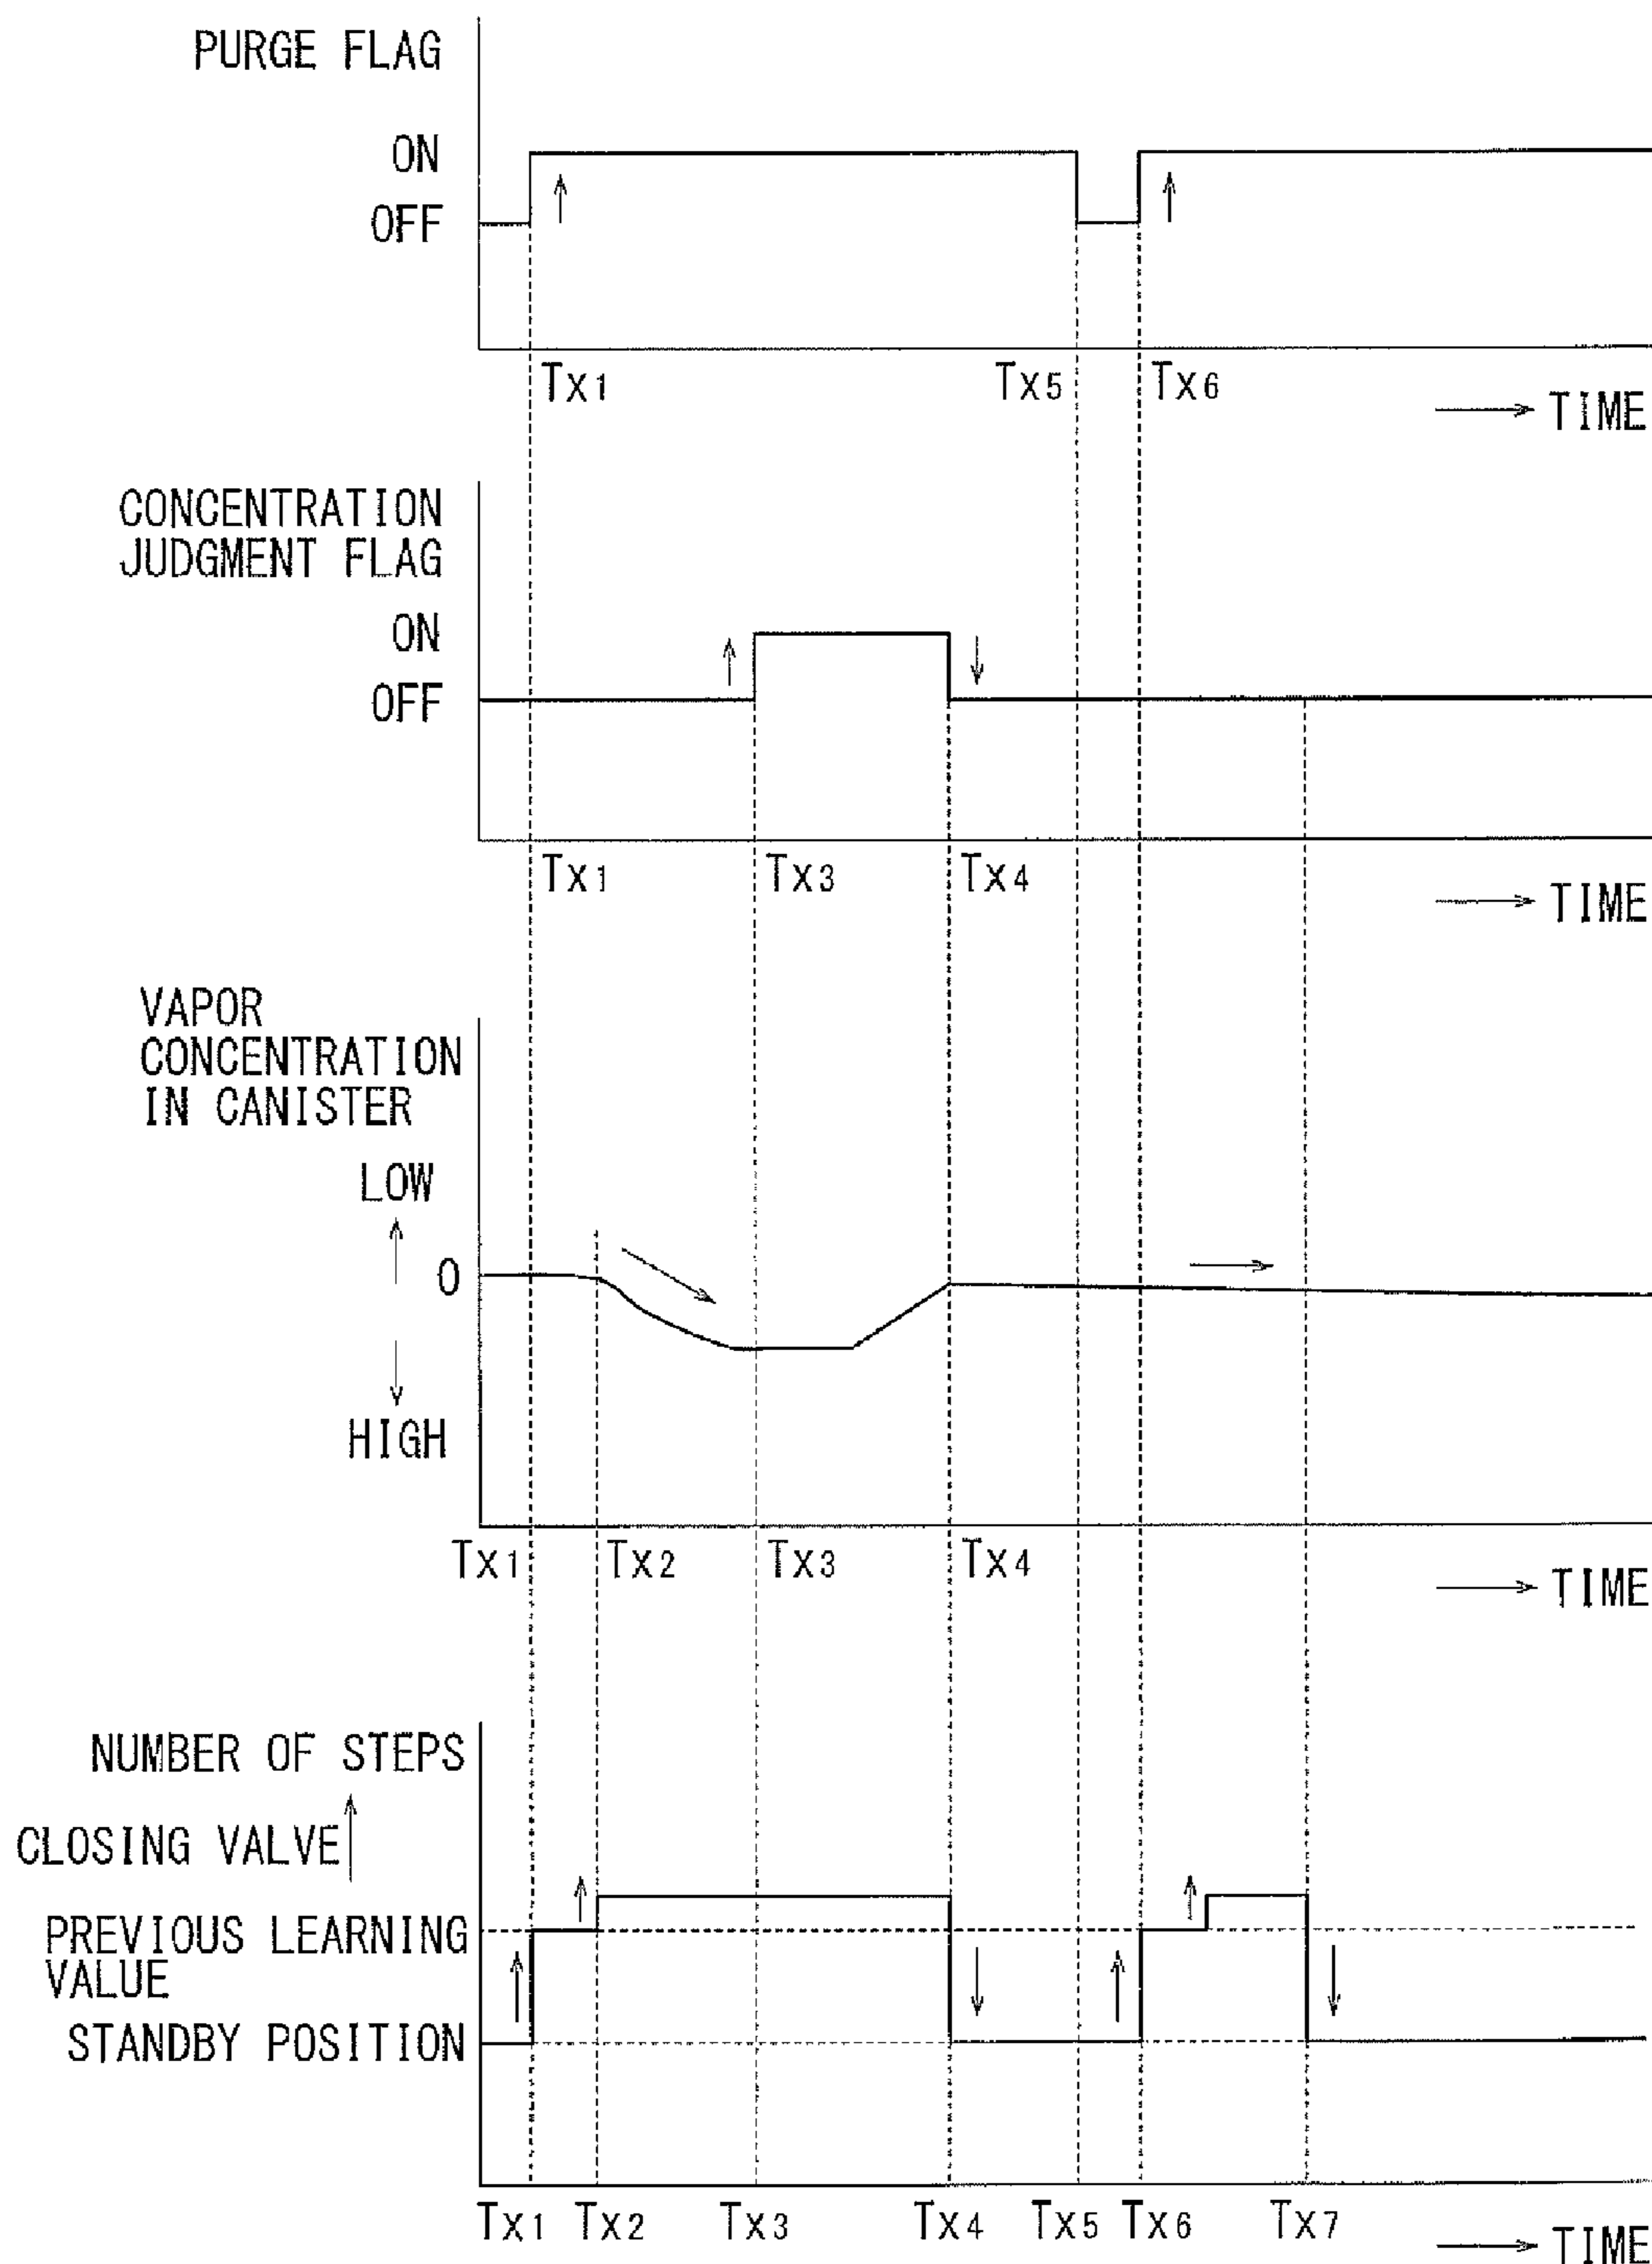 PURGE FLAG
ON
OFF
Tx1 Tx5 Tx6
TIME
CONCENTRATION
JUDGMENT FLAG
ON
OFF
Tx1 Tx3 Tx4
TIME
VAPOR
CONCENTRATION
IN CANISTER
LOW
0
HIGH
Tx1 Tx2 Tx3 Tx4
TIME
NUMBER OF STEPS
CLOSING VALVE
PREVIOUS LEARNING
VALUE
STANDBY POSITION
Tx1 Tx2 Tx3 Tx4 Tx5 Tx6 Tx7
TIME